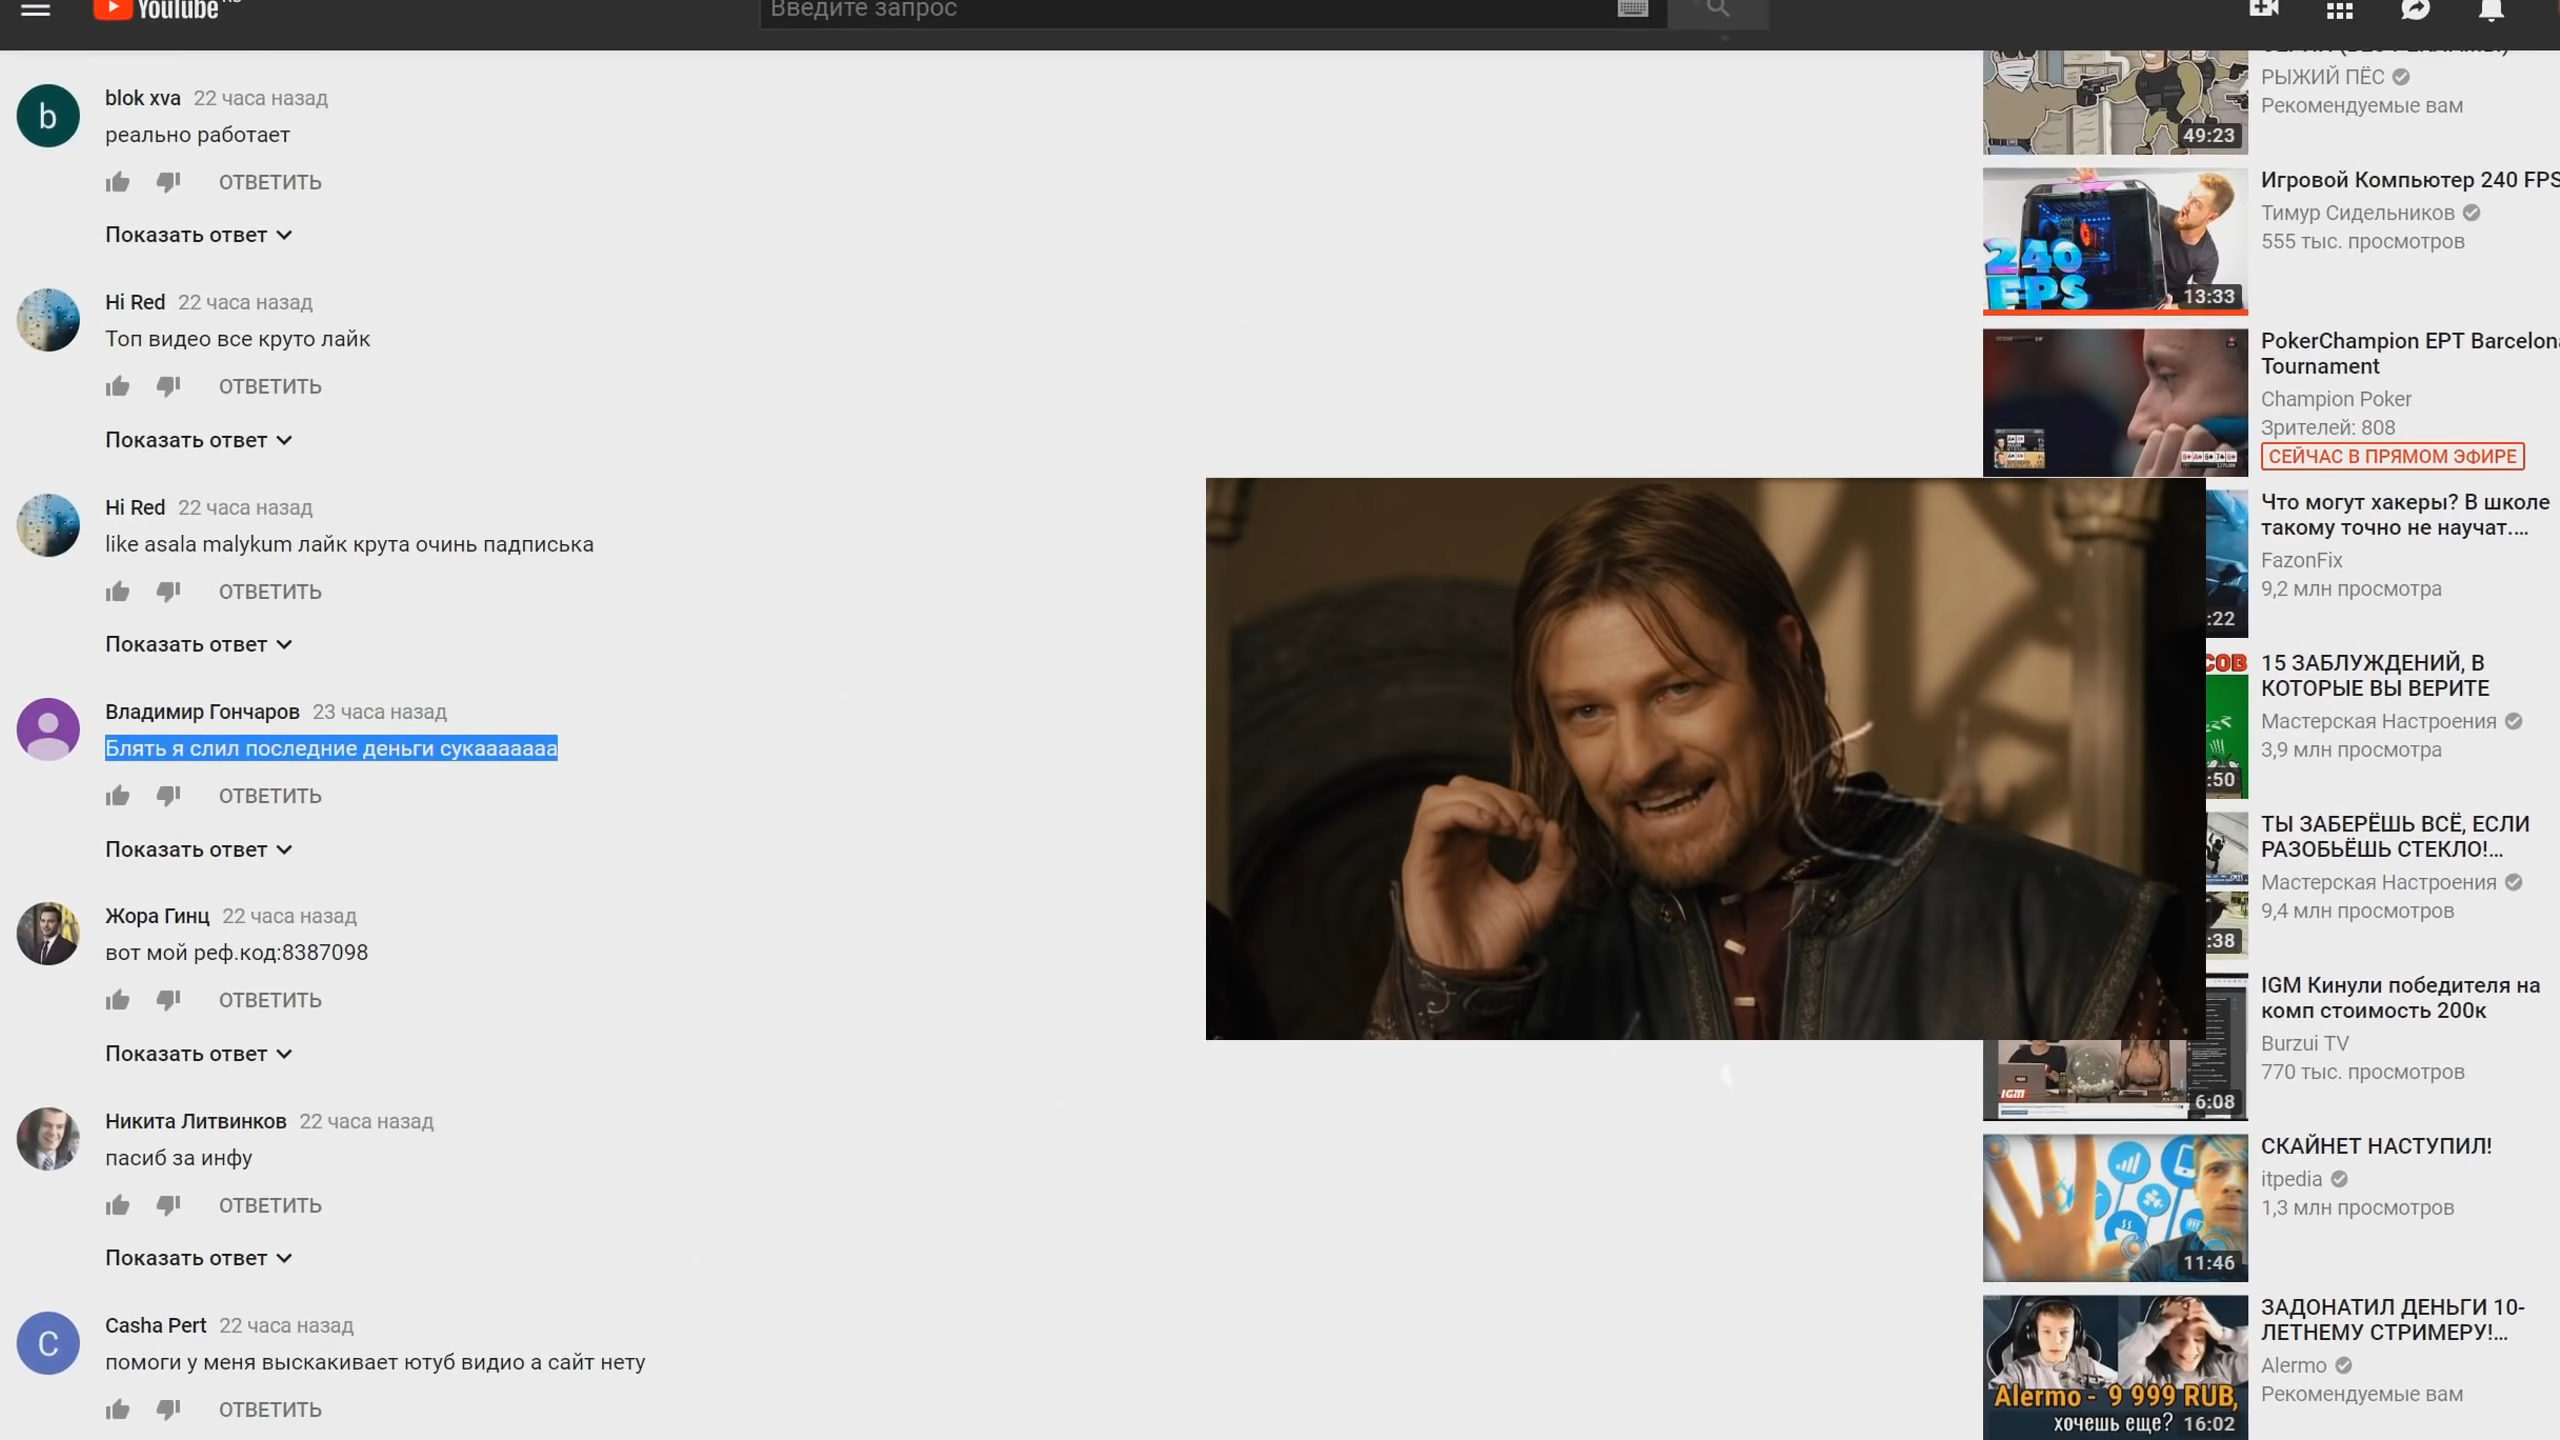 YouTube
Введите запрос
blok xva 22 часа назад
реально работает
ОТВЕТИТЬ
Показать ответ
Hi Red 22 часа назад
Топ видео все круто лайк
ОТВЕТИТЬ
Показать ответ
Hi Red 22 часа назад
like asala malykum лайк крута очинь падписька
ОТВЕТИТЬ
Показать ответ
Владимир Гончаров 23 часа назад
Блять я слил последние деньги сукааааааа
ОТВЕТИТЬ
Показать ответ
Жора Гинц 22 часа назад
вот мой реф.код:8387098
ОТВЕТИТЬ
Показать ответ
Никита Литвинков 22 часа назад
пасиб за инфу
ОТВЕТИТЬ
Показать ответ
Casha Pert 22 часа назад
помоги у меня выскакивает ютуб видио а сайт нету
ОТВЕТИТЬ
РЫЖИЙ ПЁС
Рекомендуемые вам
49:23
Игровой Компьютер 240 FPS
Тимур Сидельников
555 тыс. просмотров
240
FPS
13:33
PokerChampion EPT Barcelona
Tournament
Champion Poker
Зрителей: 808
СЕЙЧАС В ПРЯМОМ ЭФИРЕ
Что могут хакеры? В школе
такому точно не научат....
FazonFix
9,2 млн просмотра
:22
15 ЗАБЛУЖДЕНИЙ, В
КОТОРЫЕ ВЫ ВЕРИТЕ
Мастерская Настроения
3,9 млн просмотра
:50
ТЫ ЗАБЕРЁШЬ ВСЁ, ЕСЛИ
РАЗОБЬЁШЬ СТЕКЛО!...
Мастерская Настроения
9,4 млн просмотров
:38
IGM Кинули победителя на
комп стоимость 200к
Burzui TV
770 тыс. просмотров
IGM
6:08
СКАЙНЕТ НАСТУПИЛ!
itpedia
1,3 млн просмотров
11:46
ЗАДОНАТИЛ ДЕНЬГИ 10-
ЛЕТНЕМУ СТРИМЕРУ!...
Alermo
Рекомендуемые вам
Alermo - 9 999 RUB,
хочешь еще? 16:02